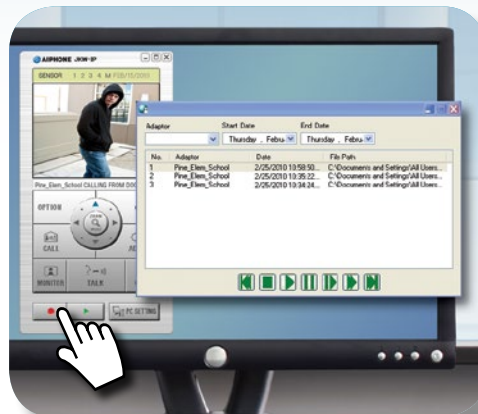 AIPHONE JKW-IP
SENSOR 1 2 3 4 M FEB/15/2011
Pine_Elem_School CALLING FROM DOO
OPTION
ZOOM
CALL
MONITOR
TALK
PC SETTING
Adaptor
Start Date
End Date
Thursday , Febru
Thursday , Febru
No. Adaptor Date File Path
1 Pine_Elem_School 2/25/2010 10:58:50... C:\Documents and Settings\All Users...
2 Pine_Elem_School 2/25/2010 10:35:22... C:\Documents and Settings\All Users...
3 Pine_Elem_School 2/25/2010 10:34:24... C:\Documents and Settings\All Users...